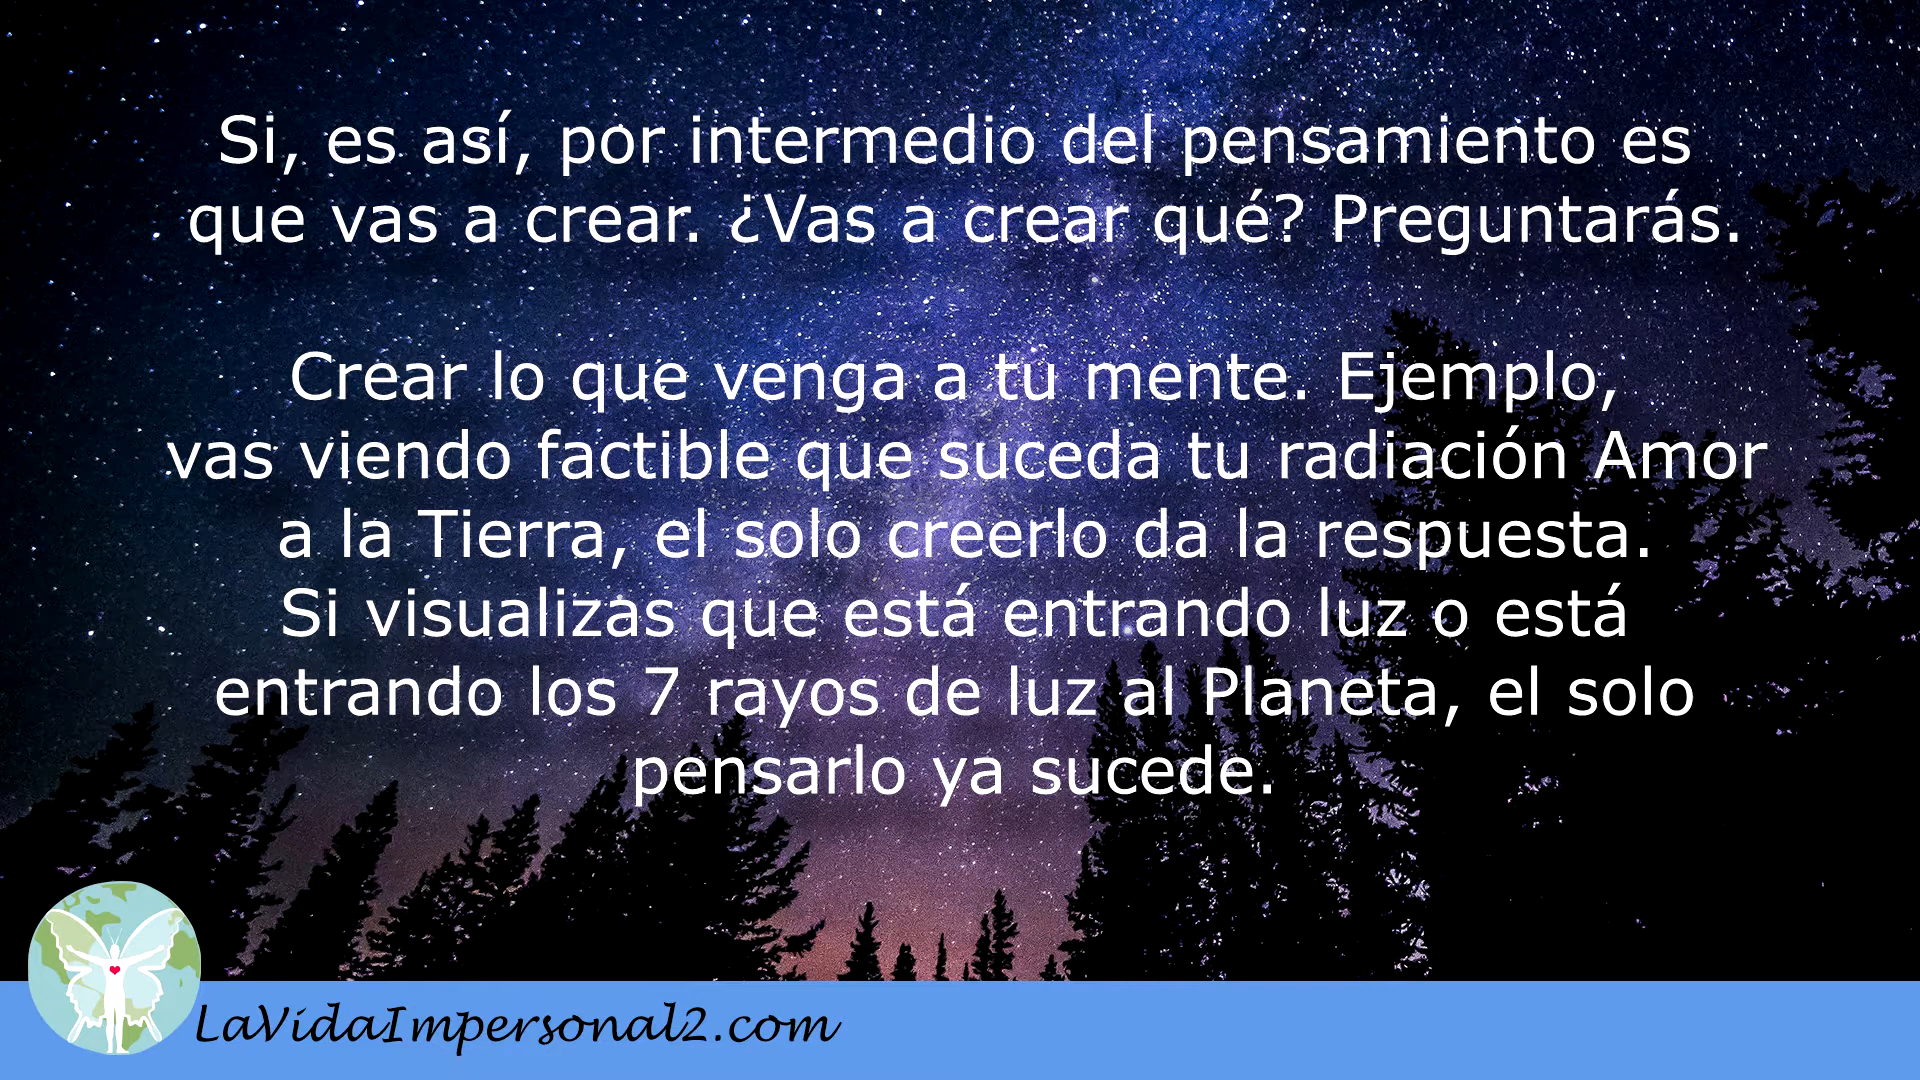 Si, es así, por intermedio del pensamiento es
que vas a crear. ¿Vas a crear qué? Preguntarás.
Crear lo que venga a tu mente. Ejemplo,
vas viendo factible que suceda tu radiación Amor
a la Tierra, el solo creerlo da la respuesta.
Si visualizas que está entrando luz o está
entrando los 7 rayos de luz al Planeta, el solo
pensarlo ya sucede.
LaVidaImpersonal2.com